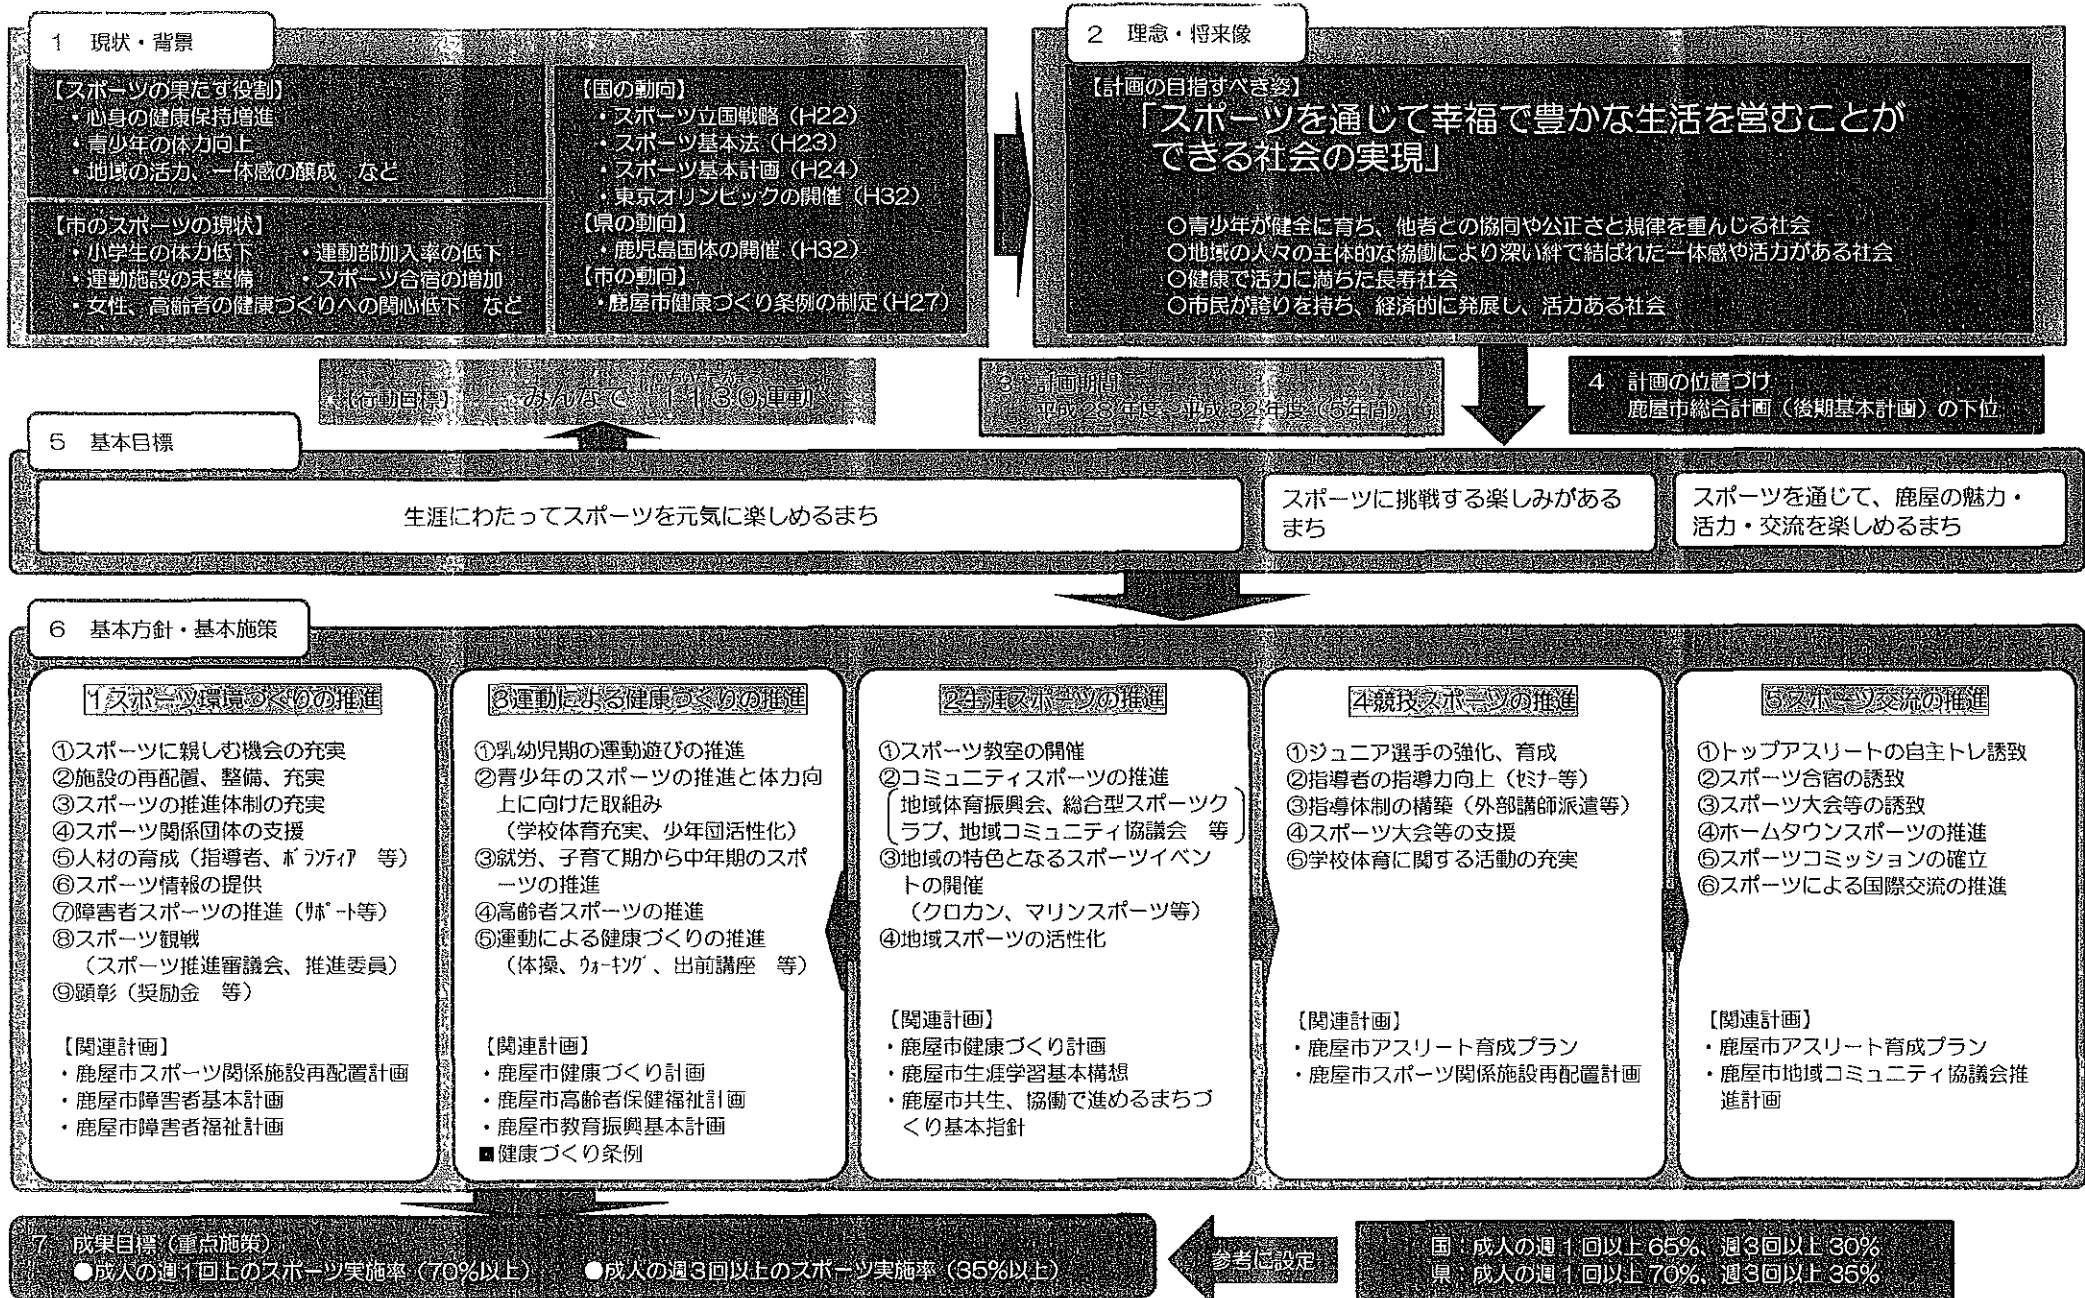 1 現状・背景
【スポーツの果たす役割】
・心身の健康保持増進
・青少年の体力向上
・地域の活力、一体感の醸成 など
【市のスポーツの現状】
・小学生の体力低下 ・運動部加入率の低下
・運動施設の未整備 ・スポーツ合宿の増加
・女性、高齢者の健康づくりへの関心低下 など
【国の動向】
・スポーツ立国戦略（H22）
・スポーツ基本法（H23）
・スポーツ基本計画（H24）
・東京オリンピックの開催（H32）
【県の動向】
・鹿児島国体の開催（H32）
【市の動向】
・鹿屋市健康づくり条例の制定（H27）
2 理念・将来像
【計画の目指すべき姿】
「スポーツを通じて幸福で豊かな生活を営むことが
できる社会の実現」
○青少年が健全に育ち、他者との協同や公正さと規律を重んじる社会
○地域の人々の主体的な協働により深い絆で結ばれた一体感や活力がある社会
○健康で活力に満ちた長寿社会
○市民が誇りを持ち、経済的に発展し、活力ある社会
【行動目標】 みんなで「1130運動」
3 計画期間
平成28年度～平成32年度（5年間）
4 計画の位置づけ
鹿屋市総合計画（後期基本計画）の下位
5 基本目標
生涯にわたってスポーツを元気に楽しめるまち
スポーツに挑戦する楽しみがある
まち
スポーツを通じて、鹿屋の魅力・
活力・交流を楽しめるまち
6 基本方針・基本施策
1スポーツ環境づくりの推進
①スポーツに親しむ機会の充実
②施設の再配置、整備、充実
③スポーツの推進体制の充実
④スポーツ関係団体の支援
⑤人材の育成（指導者、ボランティア 等）
⑥スポーツ情報の提供
⑦障害者スポーツの推進（サポート等）
⑧スポーツ観戦
（スポーツ推進審議会、推進委員）
⑨顕彰（奨励金 等）
【関連計画】
・鹿屋市スポーツ関係施設再配置計画
・鹿屋市障害者基本計画
・鹿屋市障害者福祉計画
3運動による健康づくりの推進
①乳幼児期の運動遊びの推進
②青少年のスポーツの推進と体力向
上に向けた取組み
（学校体育充実、少年団活性化）
③就労、子育て期から中年期のスポ
ーツの推進
④高齢者スポーツの推進
⑤運動による健康づくりの推進
（体操、ウォーキング、出前講座 等）
【関連計画】
・鹿屋市健康づくり計画
・鹿屋市高齢者保健福祉計画
・鹿屋市教育振興基本計画
■健康づくり条例
2生涯スポーツの推進
①スポーツ教室の開催
②コミュニティスポーツの推進
地域体育振興会、総合型スポーツク
ラブ、地域コミュニティ協議会 等
③地域の特色となるスポーツイベン
トの開催
（クロカン、マリンスポーツ等）
④地域スポーツの活性化
【関連計画】
・鹿屋市健康づくり計画
・鹿屋市生涯学習基本構想
・鹿屋市共生、協働で進めるまちづ
くり基本指針
4競技スポーツの推進
①ジュニア選手の強化、育成
②指導者の指導力向上（セミナー等）
③指導体制の構築（外部講師派遣等）
④スポーツ大会等の支援
⑤学校体育に関する活動の充実
【関連計画】
・鹿屋市アスリート育成プラン
・鹿屋市スポーツ関係施設再配置計画
5スポーツ交流の推進
①トップアスリートの自主トレ誘致
②スポーツ合宿の誘致
③スポーツ大会等の誘致
④ホームタウンスポーツの推進
⑤スポーツコミッションの確立
⑥スポーツによる国際交流の推進
【関連計画】
・鹿屋市アスリート育成プラン
・鹿屋市地域コミュニティ協議会推
進計画
7 成果目標（重点施策）
●成人の週1回上のスポーツ実施率（70%以上） ●成人の週3回以上のスポーツ実施率（35%以上）
参考に設定
国：成人の週1回以上65%、週3回以上30%
県：成人の週1回以上70%、週3回以上35%